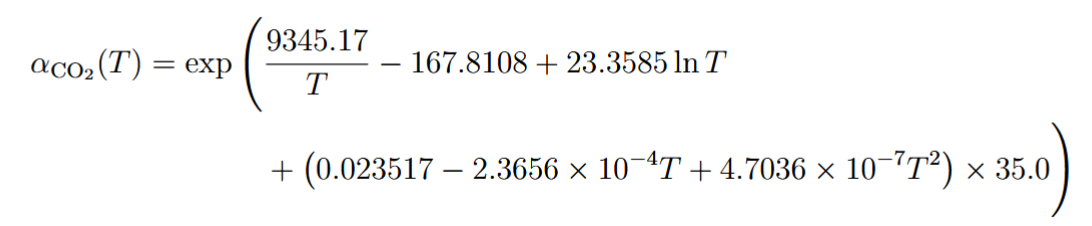 α_CO₂(T) = exp ( 9345.17 / T − 167.8108 + 23.3585 ln T
+ (0.023517 − 2.3656 × 10⁻⁴T + 4.7036 × 10⁻⁷T²) × 35.0 )